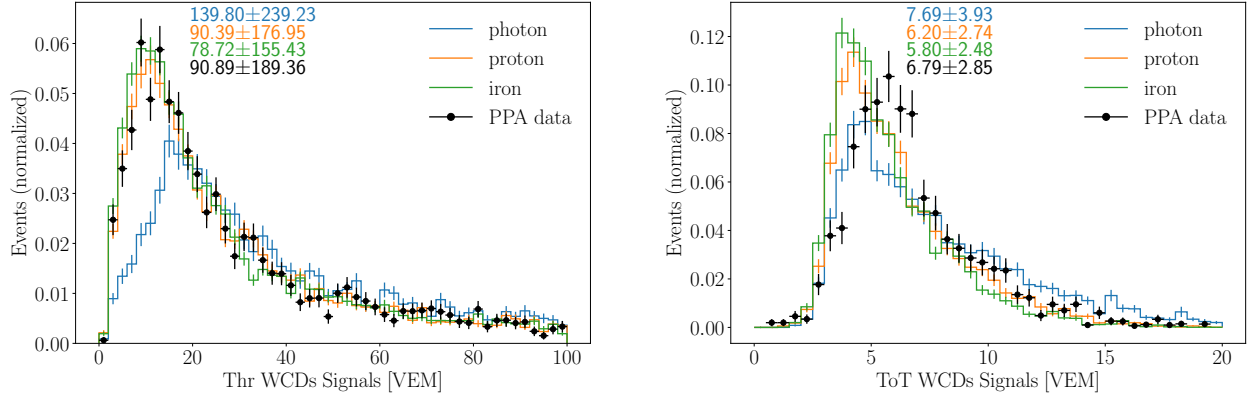 139.80±239.23
90.39±176.95
78.72±155.43
90.89±189.36
photon
proton
iron
PPA data
Events (normalized)
0.06
0.05
0.04
0.03
0.02
0.01
0.00
0 20 40 60 80 100
Thr WCDs Signals [VEM]
7.69±3.93
6.20±2.74
5.80±2.48
6.79±2.85
photon
proton
iron
PPA data
Events (normalized)
0.12
0.10
0.08
0.06
0.04
0.02
0.00
0 5 10 15 20
ToT WCDs Signals [VEM]